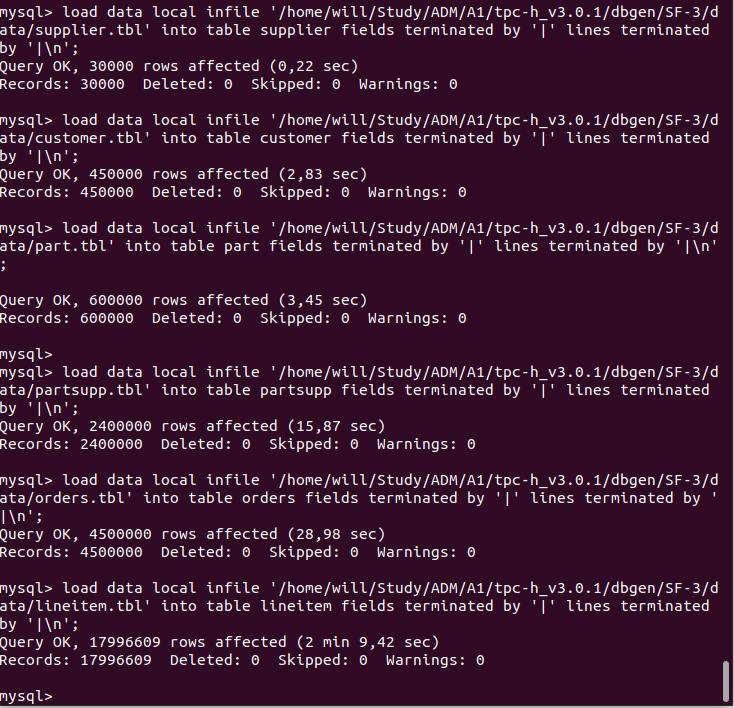 mysql> load data local infile '/home/will/Study/ADM/A1/tpc-h_v3.0.1/dbgen/SF-3/d
ata/supplier.tbl' into table supplier fields terminated by '|' lines terminated
by '|\n';
Query OK, 30000 rows affected (0,22 sec)
Records: 30000  Deleted: 0  Skipped: 0  Warnings: 0

mysql> load data local infile '/home/will/Study/ADM/A1/tpc-h_v3.0.1/dbgen/SF-3/d
ata/customer.tbl' into table customer fields terminated by '|' lines terminated
by '|\n';
Query OK, 450000 rows affected (2,83 sec)
Records: 450000  Deleted: 0  Skipped: 0  Warnings: 0

mysql> load data local infile '/home/will/Study/ADM/A1/tpc-h_v3.0.1/dbgen/SF-3/d
ata/part.tbl' into table part fields terminated by '|' lines terminated by '|\n'
;

Query OK, 600000 rows affected (3,45 sec)
Records: 600000  Deleted: 0  Skipped: 0  Warnings: 0

mysql>
mysql> load data local infile '/home/will/Study/ADM/A1/tpc-h_v3.0.1/dbgen/SF-3/d
ata/partsupp.tbl' into table partsupp fields terminated by '|' lines terminated
by '|\n';
Query OK, 2400000 rows affected (15,87 sec)
Records: 2400000  Deleted: 0  Skipped: 0  Warnings: 0

mysql> load data local infile '/home/will/Study/ADM/A1/tpc-h_v3.0.1/dbgen/SF-3/d
ata/orders.tbl' into table orders fields terminated by '|' lines terminated by '
|\n';
Query OK, 4500000 rows affected (28,98 sec)
Records: 4500000  Deleted: 0  Skipped: 0  Warnings: 0

mysql> load data local infile '/home/will/Study/ADM/A1/tpc-h_v3.0.1/dbgen/SF-3/d
ata/lineitem.tbl' into table lineitem fields terminated by '|' lines terminated
by '|\n';
Query OK, 17996609 rows affected (2 min 9,42 sec)
Records: 17996609  Deleted: 0  Skipped: 0  Warnings: 0

mysql>